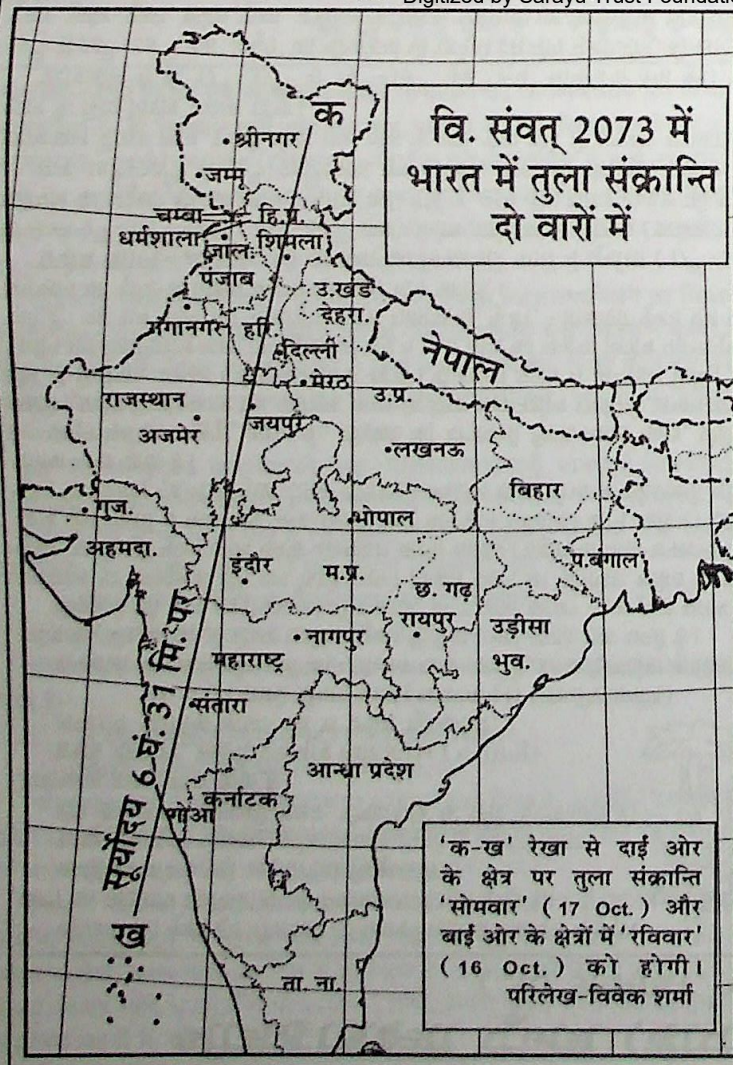 वि. संवत् 2073 में
भारत में तुला संक्रान्ति
दो वारों में
क
श्रीनगर
जम्मू
चम्बा
हि.प्र.
धर्मशाला
जाल.
शिमला
पंजाब
उ.खंड
देहरा.
गंगानगर
हरि.
दिल्ली
मेरठ
नेपाल
राजस्थान
उ.प्र.
अजमेर
जयपुर
लखनऊ
बिहार
गुज.
भोपाल
अहमदा.
इंदौर
म.प्र.
प.बंगाल
छ. गढ़
रायपुर
उड़ीसा
भुव.
नागपुर
महाराष्ट्र
संतारा
सूर्योदय 6 घं. 31 मि. पर
आन्ध्रा प्रदेश
कर्नाटक
गोआ
ख
ता. ना.
'क-ख' रेखा से दाईं ओर
के क्षेत्र पर तुला संक्रान्ति
'सोमवार' ( 17 Oct. ) और
बाईं ओर के क्षेत्रों में 'रविवार'
( 16 Oct. ) को होगी।
परिलेख-विवेक शर्मा